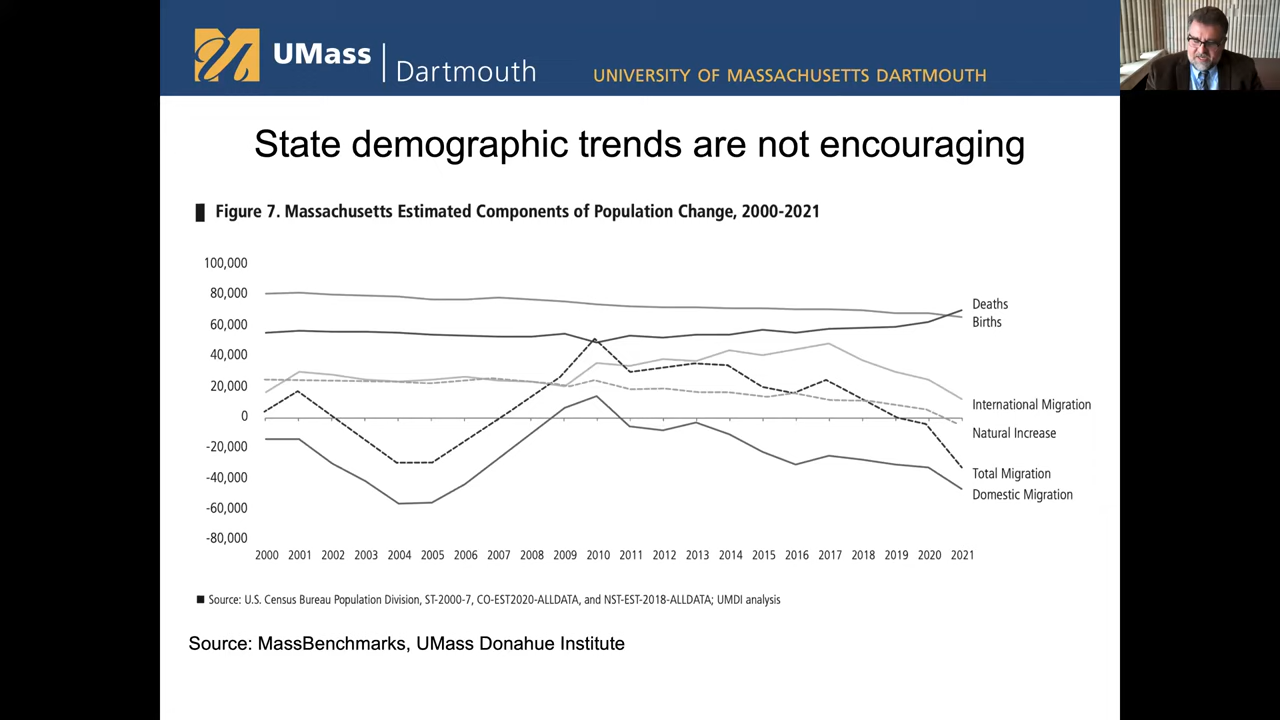 UMass
Dartmouth
UNIVERSITY OF MASSACHUSETTS DARTMOUTH
State demographic trends are not encouraging
Figure 7. Massachusetts Estimated Components of Population Change, 2000-2021
100,000
80,000
60,000
40,000
20,000
0
-20,000
-40,000
-60,000
-80,000
Deaths
Births
International Migration
Natural Increase
Total Migration
Domestic Migration
2000 2001 2002 2003 2004 2005 2006 2007 2008 2009 2010 2011 2012 2013 2014 2015 2016 2017 2018 2019 2020 2021
Source: U.S. Census Bureau Population Division, ST-2000-7, CO-EST2020-ALLDATA, and NST-EST-2018-ALLDATA; UMDI analysis
Source: MassBenchmarks, UMass Donahue Institute